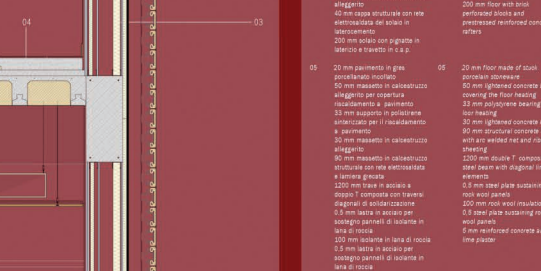 04
03
alleggerito
40 mm cappa strutturale con rete
elettrosaldata del solaio in
laterocemento
200 mm solaio con pignatte in
laterizio e travetto in c.a.p.
05
20 mm pavimento in gres
porcellanato incollato
50 mm massetto in calcestruzzo
alleggerito per copertura
riscaldamento a pavimento
33 mm supporto in polistirene
sinterizzato per il riscaldamento
a pavimento
30 mm massetto in calcestruzzo
alleggerito
90 mm massetto in calcestruzzo
strutturale con rete elettrosaldata
e lamiera grecata
1200 mm trave in acciaio a
doppio T composta con traversi
diagonali di solidarizzazione
0,5 mm lastra in acciaio per
sostegno pannelli di isolante in
lana di roccia
100 mm isolante in lana di roccia
0,5 mm lastra in acciaio per
sostegno pannelli di isolante in
lana di roccia
200 mm floor with brick
perforated blocks and
prestressed reinforced conc
rafters
05
20 mm floor made of stuck
porcelain stoneware
50 mm lightened concrete
covering the floor heating
33 mm polystyrene bearing
loor heating
30 mm lightened concrete
90 mm structural concrete
with arc welded net and rib
sheeting
1200 mm double T compos
steel beam with diagonal
elements
0,5 mm steel plate sustaining
rock wool panels
100 mm rock wool insulatio
0,5 steel plate sustaining ro
wool panels
5 mm reinforced concrete a
lime plaster